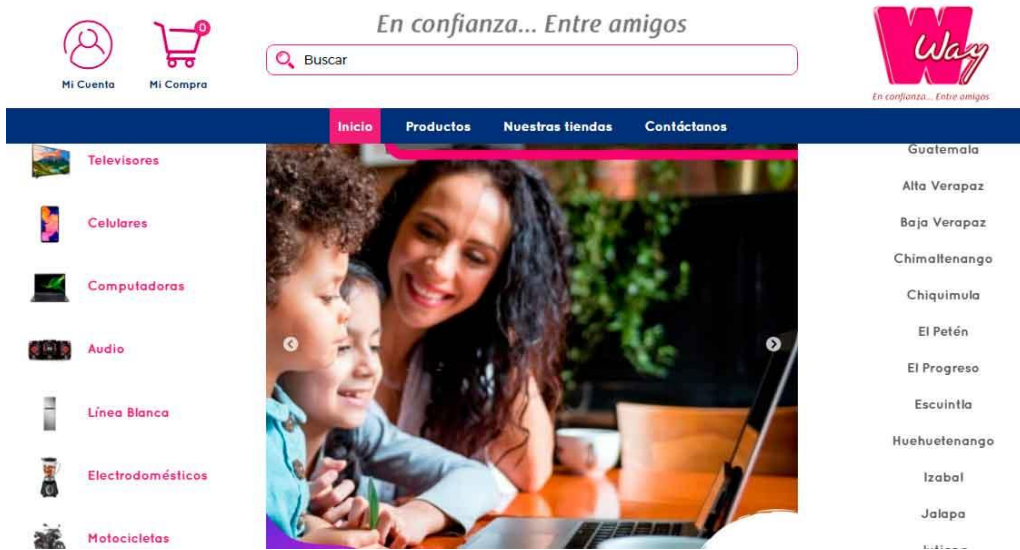 En confianza... Entre amigos
0
Buscar
Way
En confianza... Entre amigos
Mi Cuenta
Mi Compra
Inicio
Productos
Nuestras tiendas
Contáctanos
Televisores
Celulares
Computadoras
Audio
Línea Blanca
Electrodomésticos
Motocicletas
Guatemala
Alta Verapaz
Baja Verapaz
Chimaltenango
Chiquimula
El Petén
El Progreso
Escuintla
Huehuetenango
Izabal
Jalapa